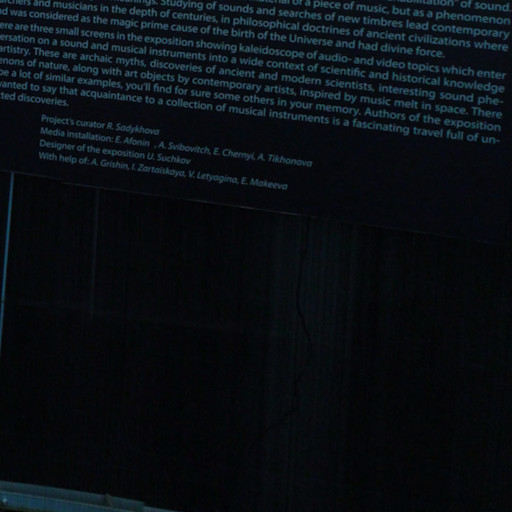 of sound.
of a piece of music, but as a phenomenon
Studying of sounds and searches of new timbres lead contemporary
and musicians in the depth of centuries, in philosophical doctrines of ancient civilizations where
was considered as the magic prime cause of the birth of the Universe and had divine force.
are three small screens in the exposition showing kaleidoscope of audio- and video topics which enter
on a sound and musical instruments into a wide context of scientific and historical knowledge
artistry. These are archaic myths, discoveries of ancient and modern scientists, interesting sound phe-
of nature, along with art objects by contemporary artists, inspired by music melt in space. There
a lot of similar examples, you'll find for sure some others in your memory. Authors of the exposition
to say that acquaintance to a collection of musical instruments is a fascinating travel full of un-
discoveries.
Project's curator R. Sadykhova
Media installation: E. Afonin , A. Svibovitch, E. Chernyi, A. Tikhonova
Designer of the exposition U. Suchkov
With help of: A. Grishin, I. Zartaiskaya, V. Letyagina, E. Makeeva